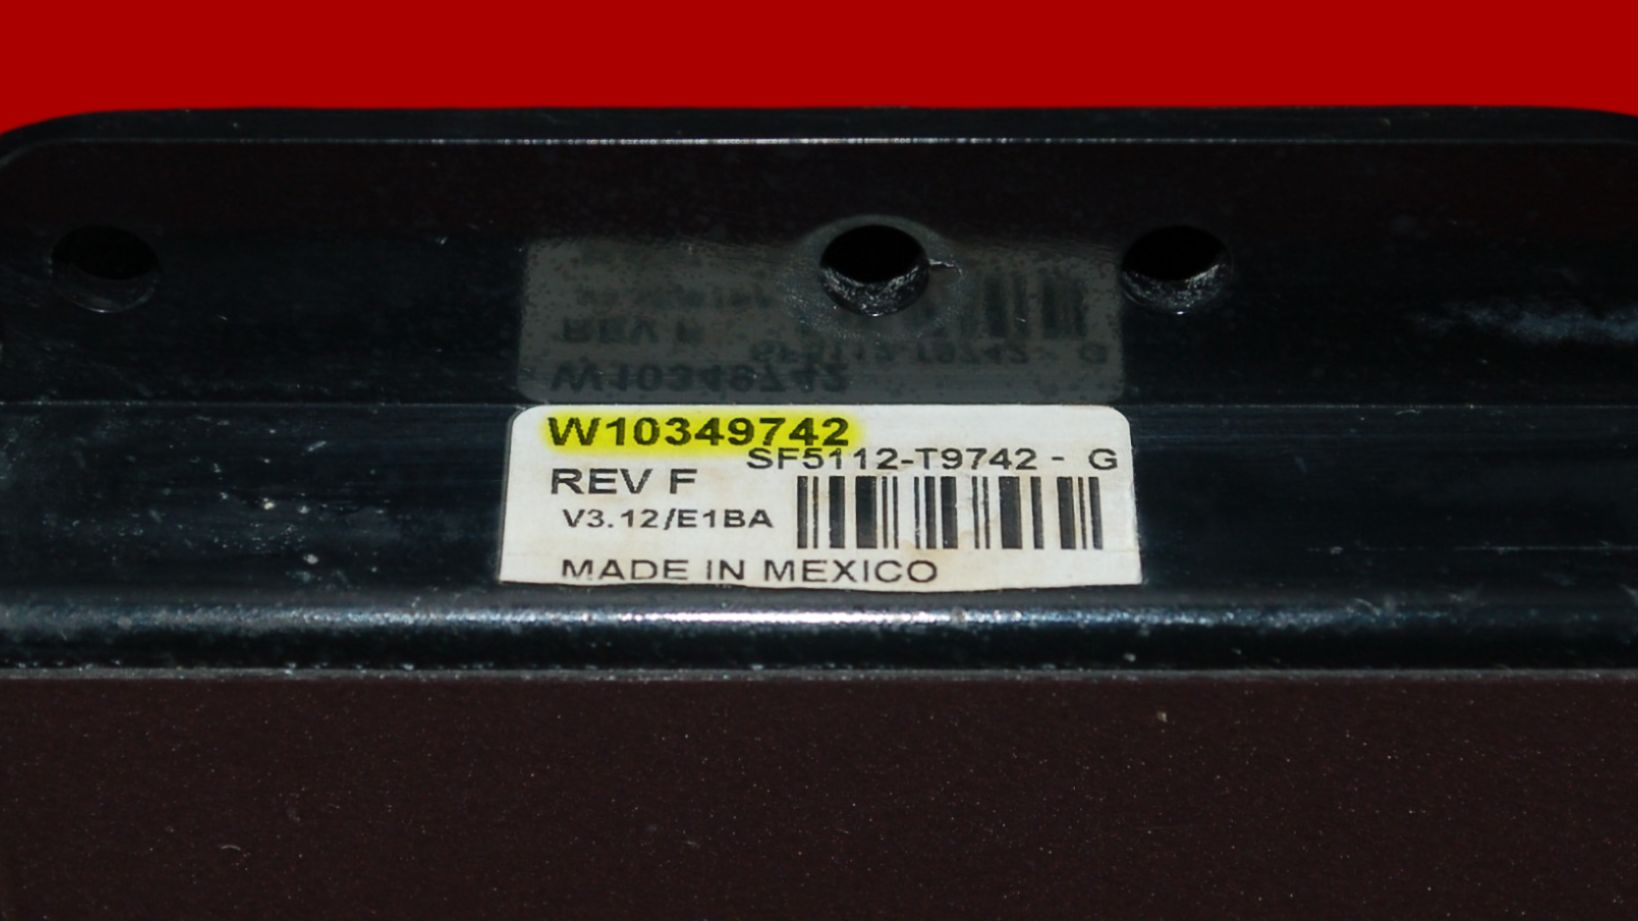 W10349742
SF5112-T9742 - G
REV F
V3.12/E1BA
MADE IN MEXICO